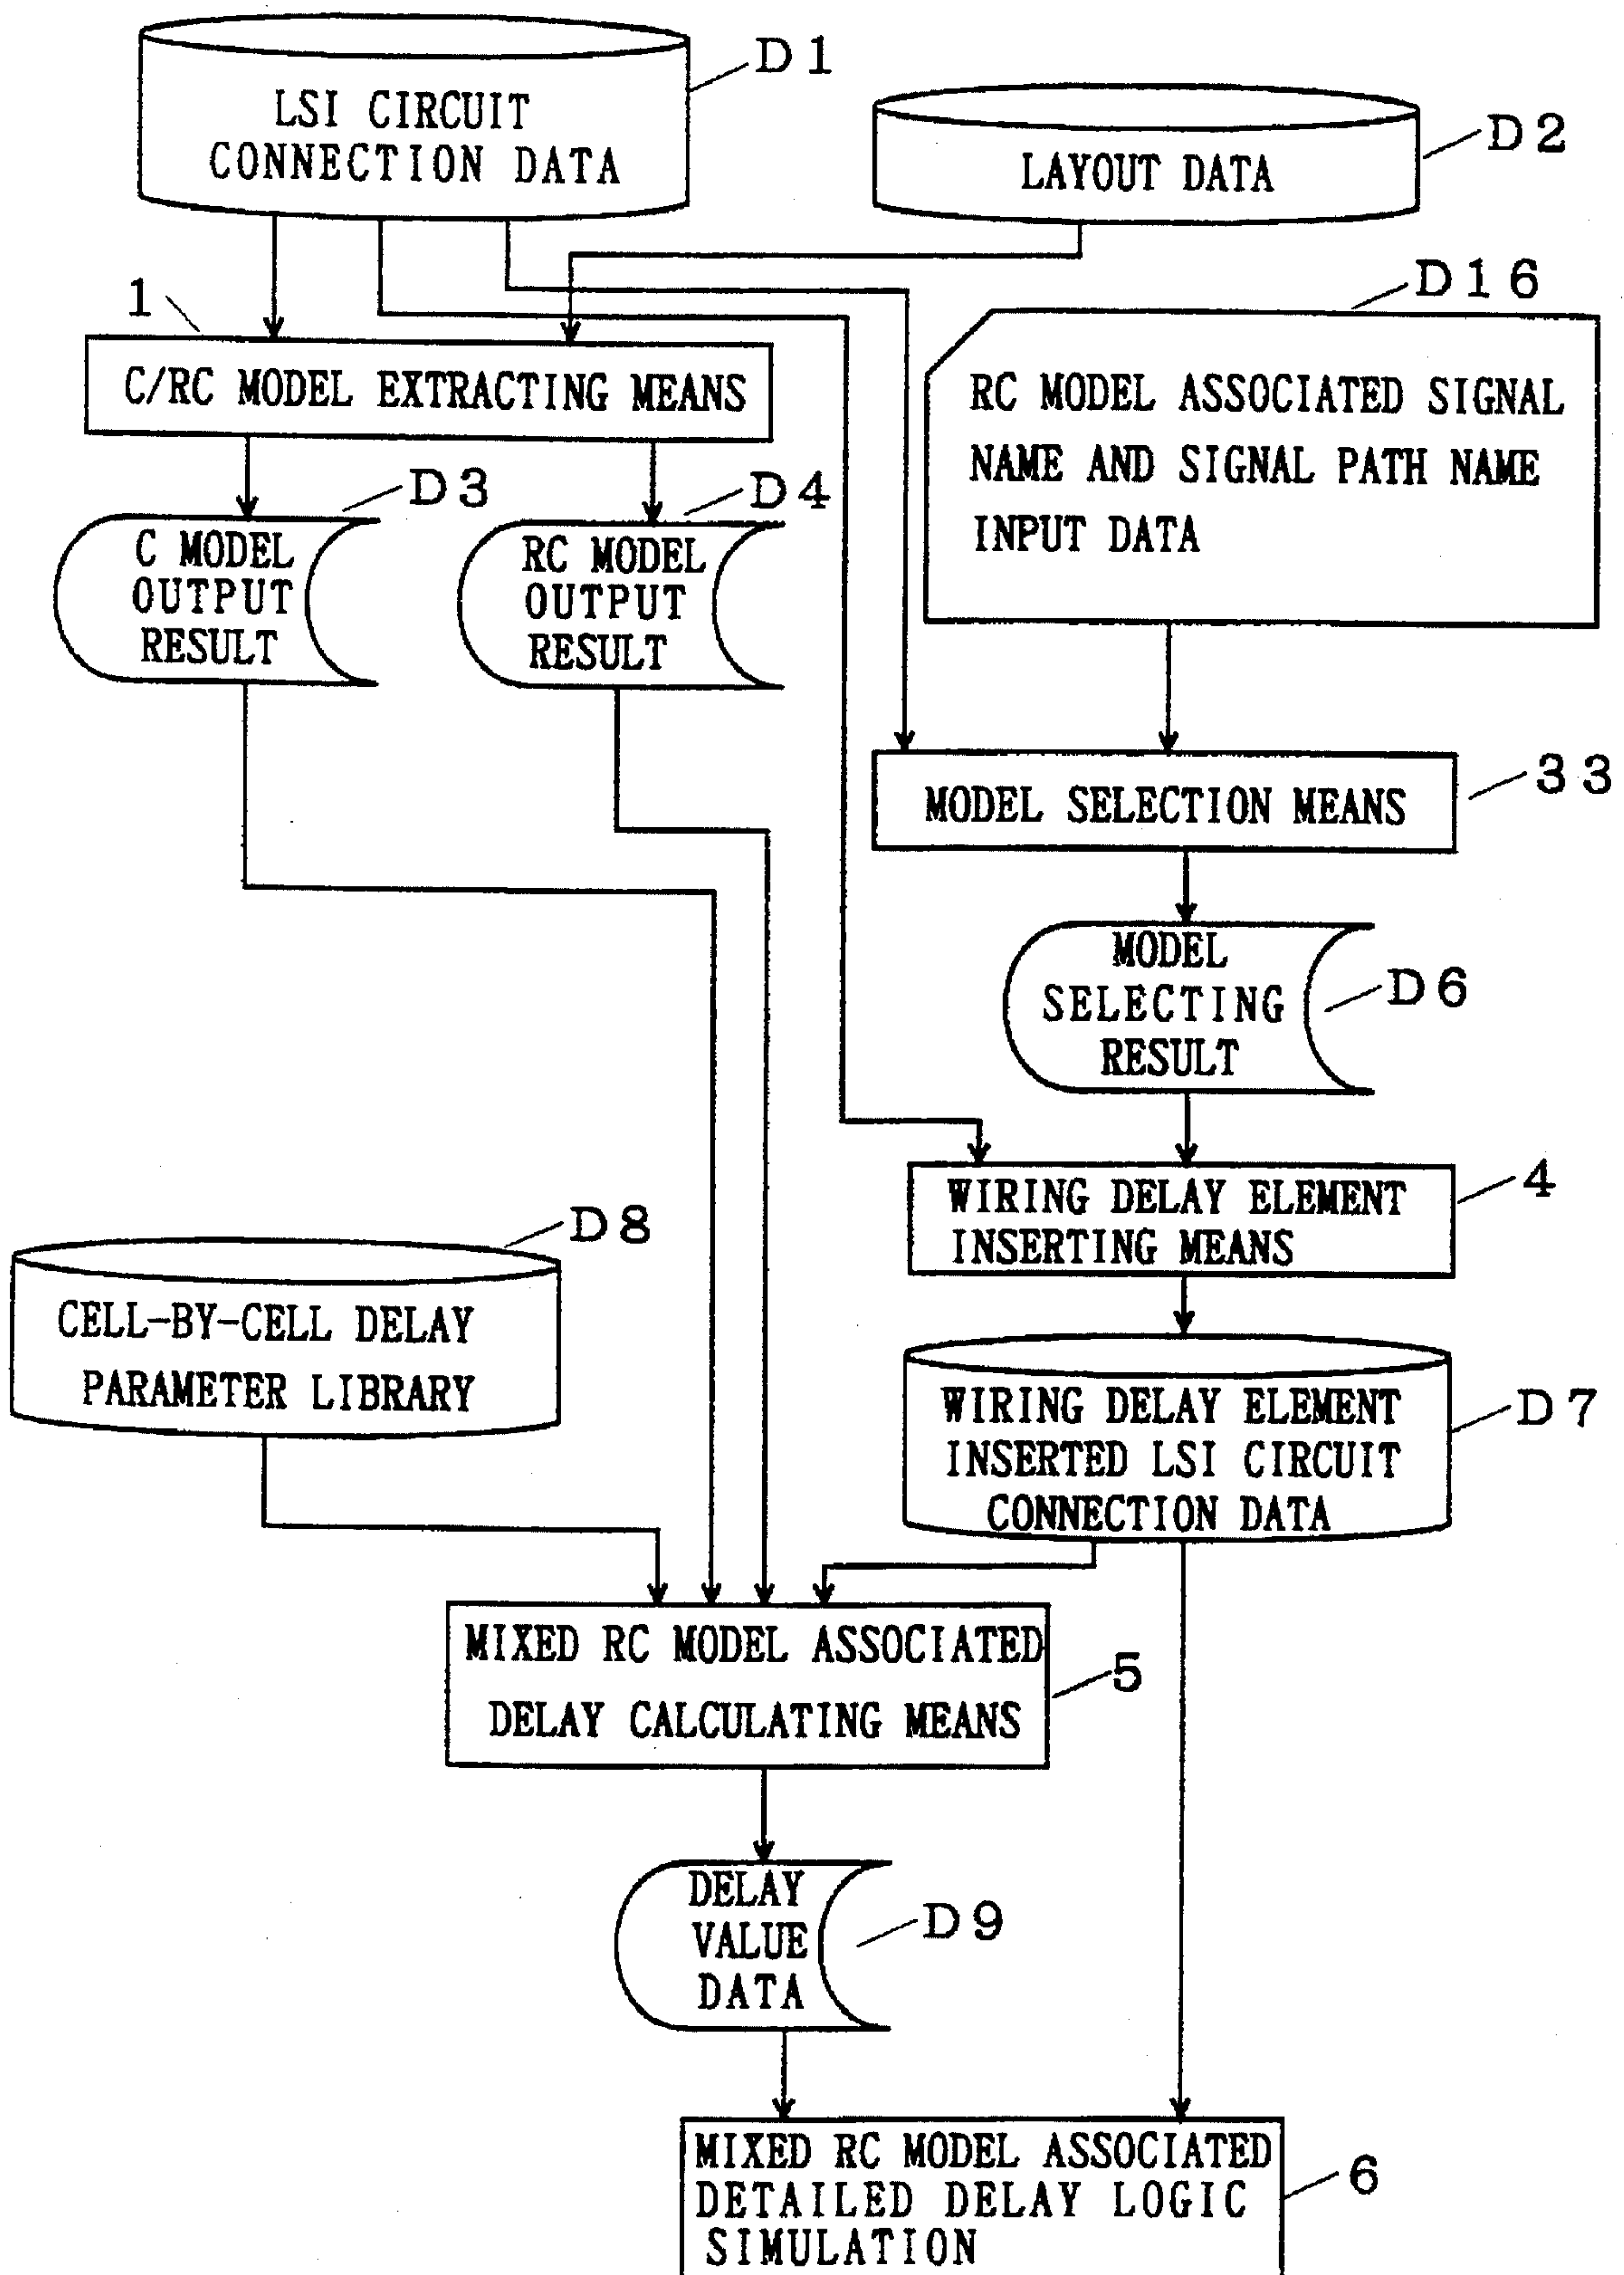 D1
LSI CIRCUIT
CONNECTION DATA
D2
LAYOUT DATA
1
D16
C/RC MODEL EXTRACTING MEANS
RC MODEL ASSOCIATED SIGNAL
NAME AND SIGNAL PATH NAME
INPUT DATA
D3
D4
C MODEL
OUTPUT
RESULT
RC MODEL
OUTPUT
RESULT
33
MODEL SELECTION MEANS
MODEL
SELECTING
RESULT
D6
4
WIRING DELAY ELEMENT
INSERTING MEANS
D8
CELL-BY-CELL DELAY
PARAMETER LIBRARY
WIRING DELAY ELEMENT
INSERTED LSI CIRCUIT
CONNECTION DATA
D7
MIXED RC MODEL ASSOCIATED
DELAY CALCULATING MEANS
5
DELAY
VALUE
DATA
D9
MIXED RC MODEL ASSOCIATED
DETAILED DELAY LOGIC
SIMULATION
6